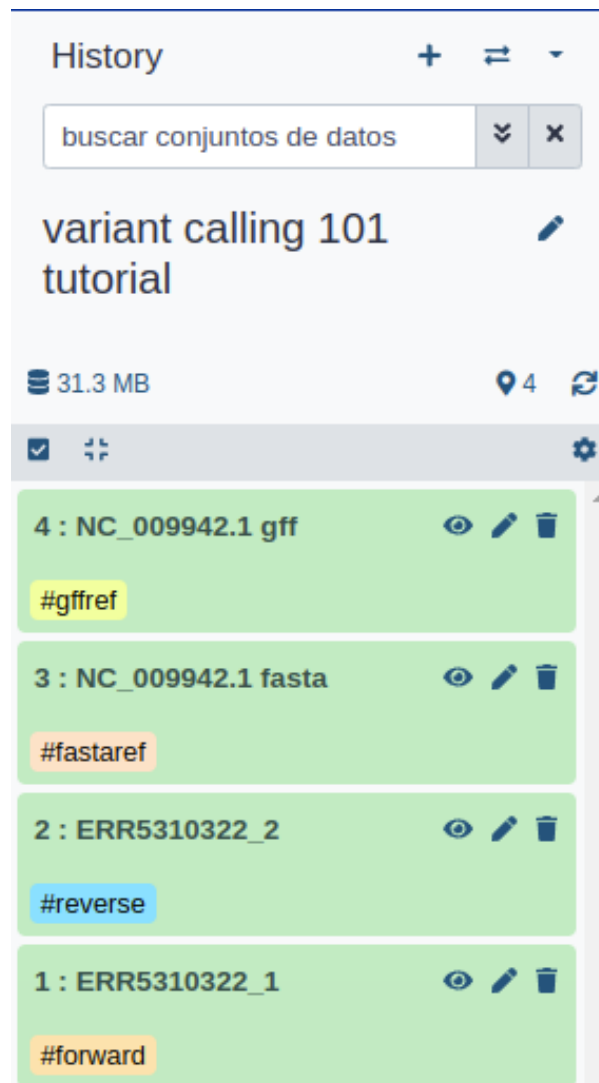 History
buscar conjuntos de datos
variant calling 101
tutorial
31.3 MB
4
4 : NC_009942.1 gff
#gffref
3 : NC_009942.1 fasta
#fastaref
2 : ERR5310322_2
#reverse
1 : ERR5310322_1
#forward